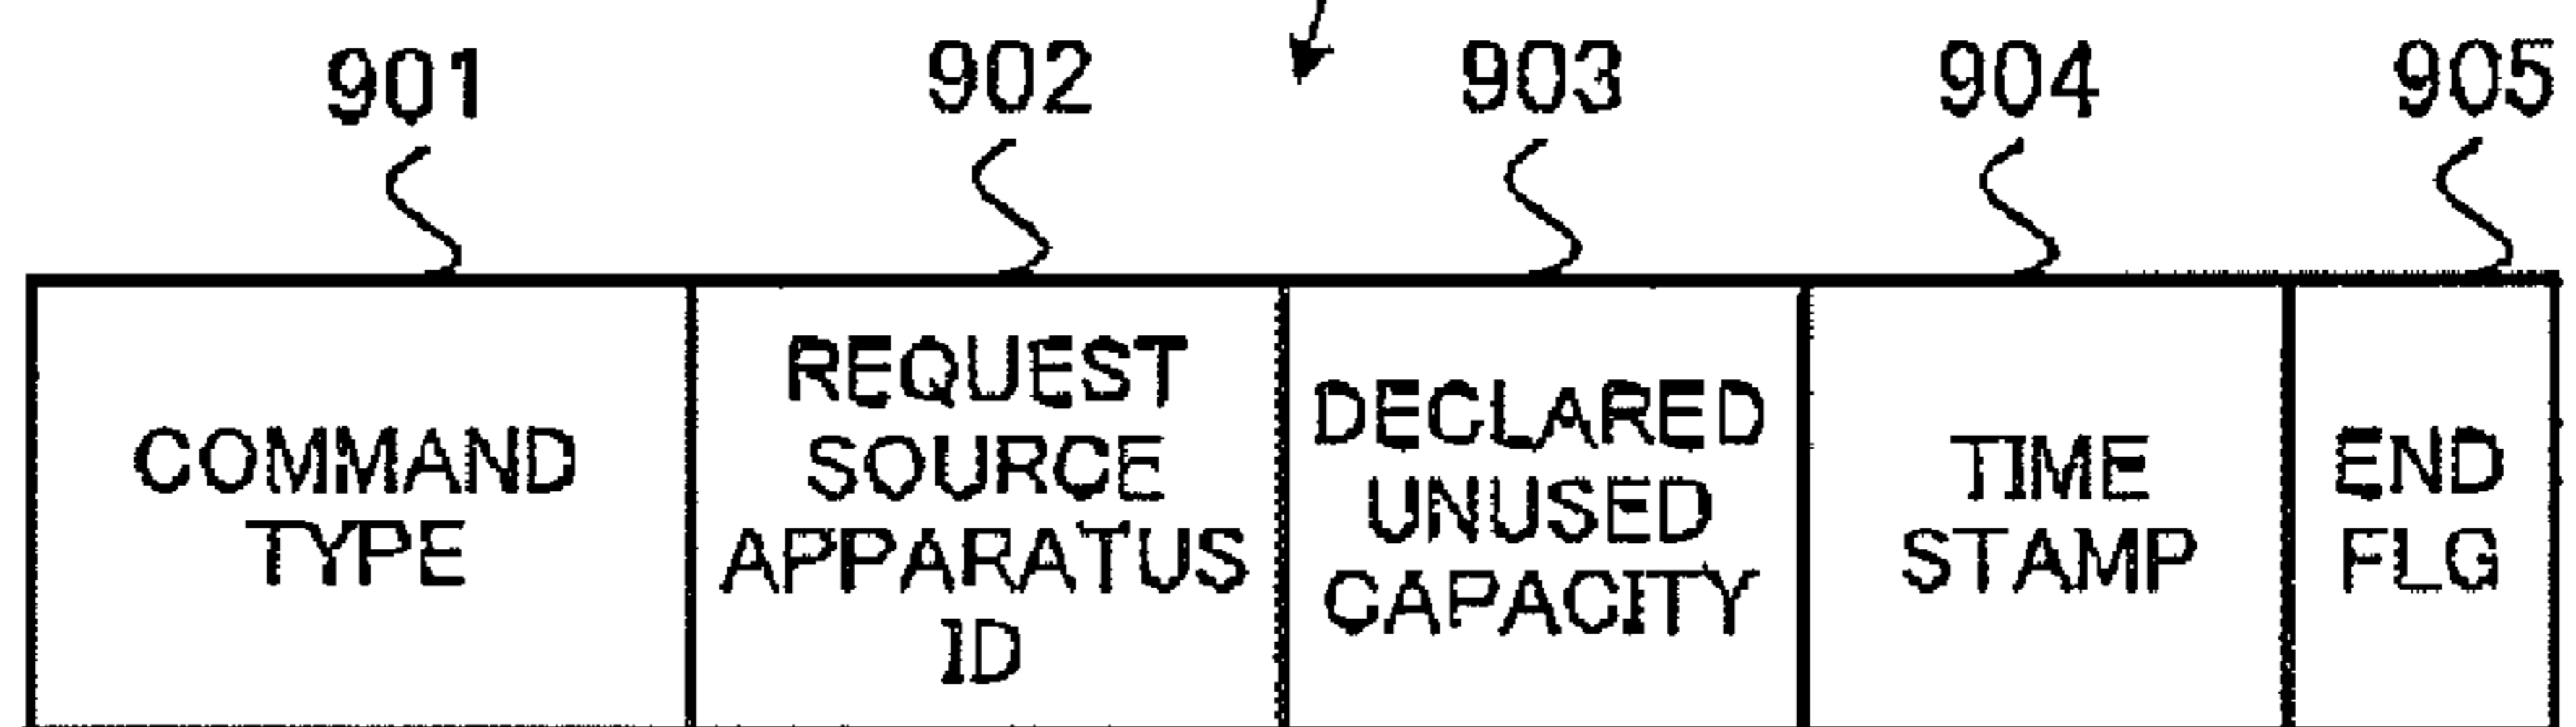 901 902 903 904 905
COMMAND
TYPE
REQUEST
SOURCE
APPARATUS
ID
DECLARED
UNUSED
CAPACITY
TIME
STAMP
END
FLG